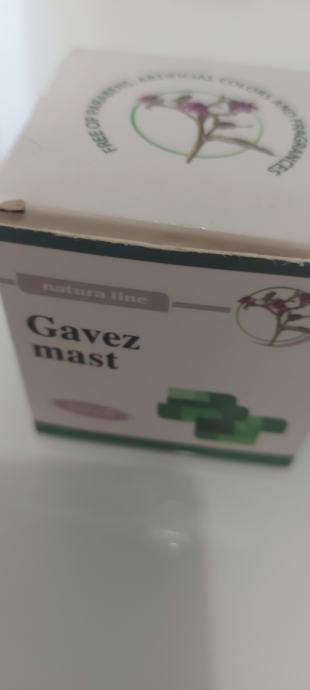 FREE OF PARABENS, ARTIFICIAL COLORS AND FRAGRANCES
natura line
Gavez
mast